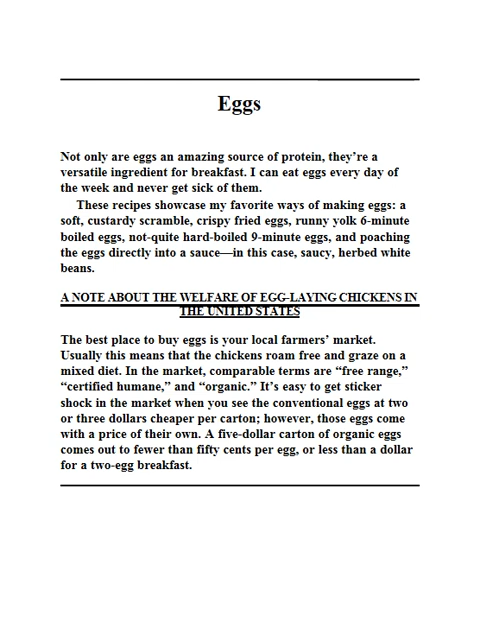 Eggs
Not only are eggs an amazing source of protein, they’re a
versatile ingredient for breakfast. I can eat eggs every day of
the week and never get sick of them.
These recipes showcase my favorite ways of making eggs: a
soft, custardy scramble, crispy fried eggs, runny yolk 6-minute
boiled eggs, not-quite hard-boiled 9-minute eggs, and poaching
the eggs directly into a sauce—in this case, saucy, herbed white
beans.
A NOTE ABOUT THE WELFARE OF EGG-LAYING CHICKENS IN
THE UNITED STATES
The best place to buy eggs is your local farmers’ market.
Usually this means that the chickens roam free and graze on a
mixed diet. In the market, comparable terms are “free range,”
“certified humane,” and “organic.” It’s easy to get sticker
shock in the market when you see the conventional eggs at two
or three dollars cheaper per carton; however, those eggs come
with a price of their own. A five-dollar carton of organic eggs
comes out to fewer than fifty cents per egg, or less than a dollar
for a two-egg breakfast.